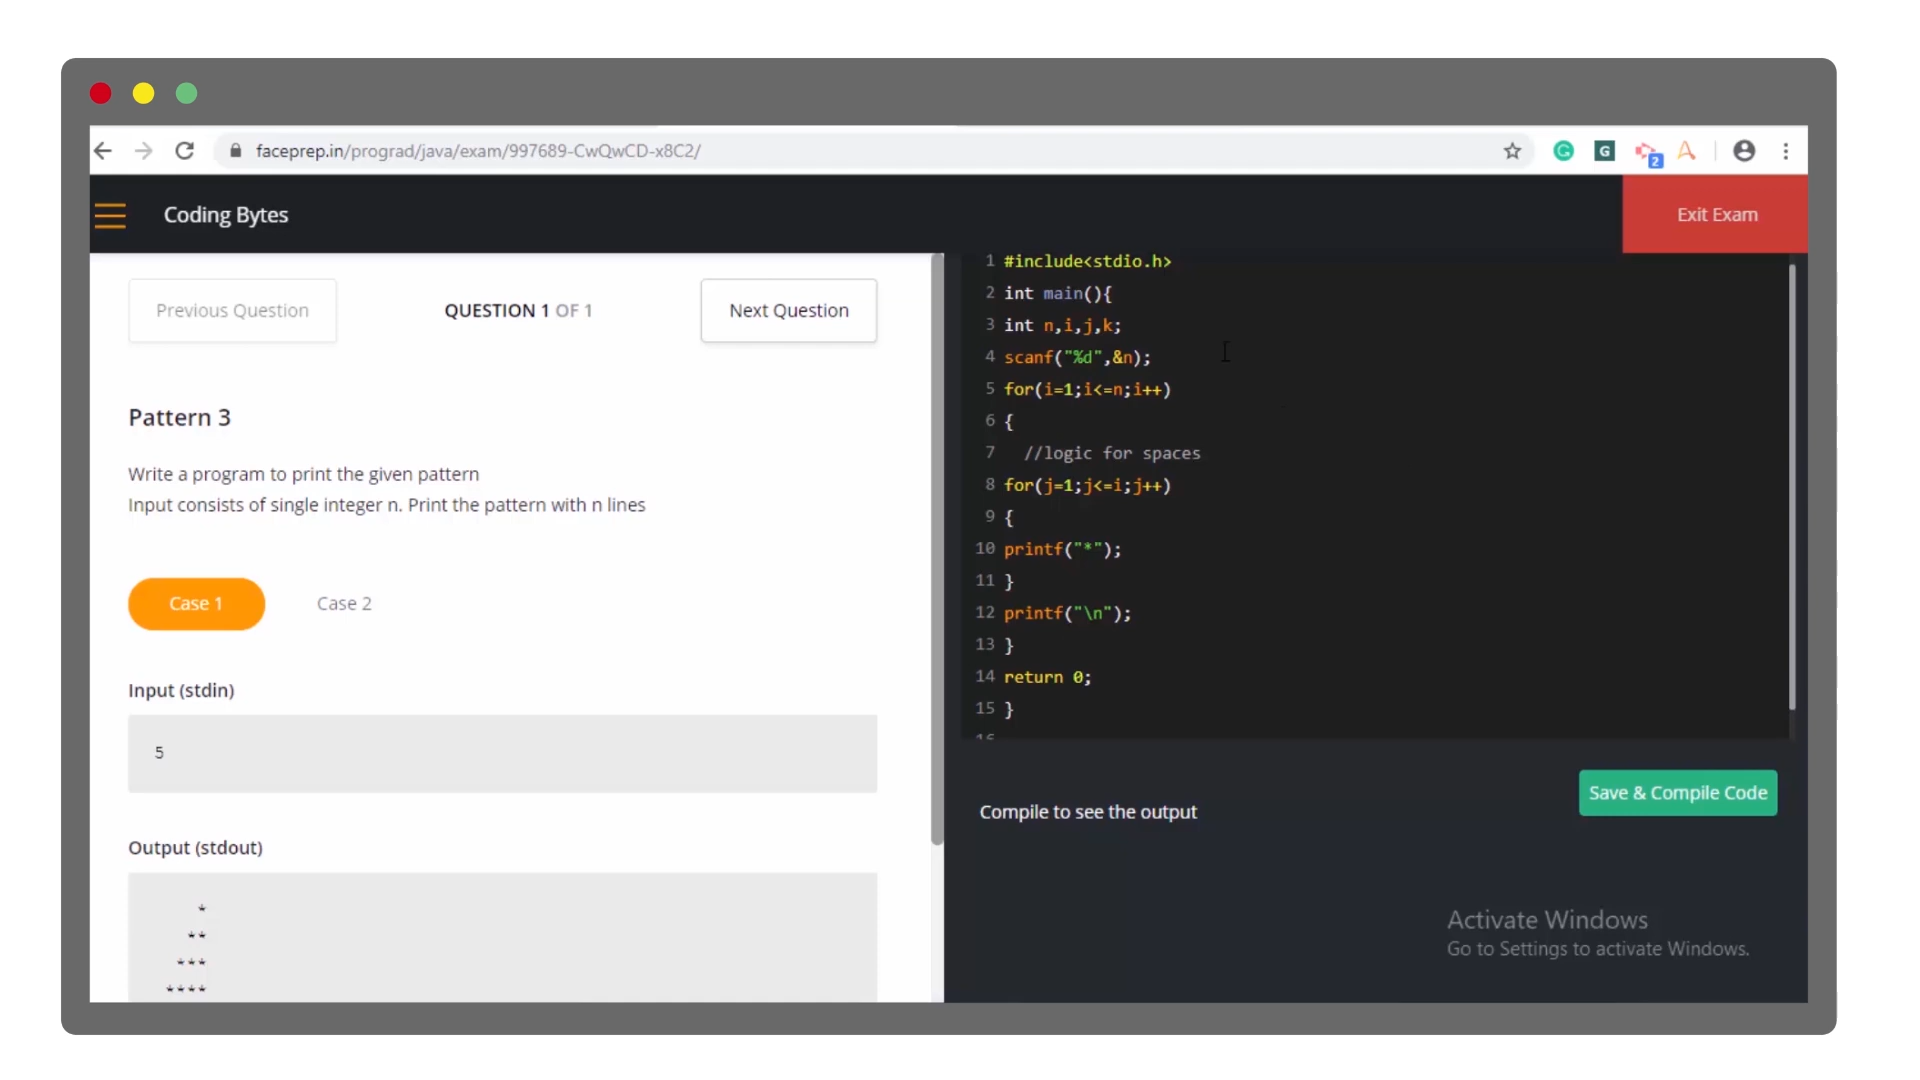 faceprep.in/prograd/java/exam/997689-CwQwCD-x8C2/
G
G
2
Coding Bytes
Exit Exam
Previous Question
QUESTION 1 OF 1
Next Question
Pattern 3
Write a program to print the given pattern
Input consists of single integer n. Print the pattern with n lines
Case 1
Case 2
Input (stdin)
5
Output (stdout)
*
**
***
****
1 #include<stdio.h>
2 int main(){
3 int n,i,j,k;
4 scanf("%d",&n);
5 for(i=1;i<=n;i++)
6 {
7 //logic for spaces
8 for(j=1;j<=i;j++)
9 {
10 printf("*");
11 }
12 printf("\n");
13 }
14 return 0;
15 }
16
Compile to see the output
Save & Compile Code
Activate Windows
Go to Settings to activate Windows.